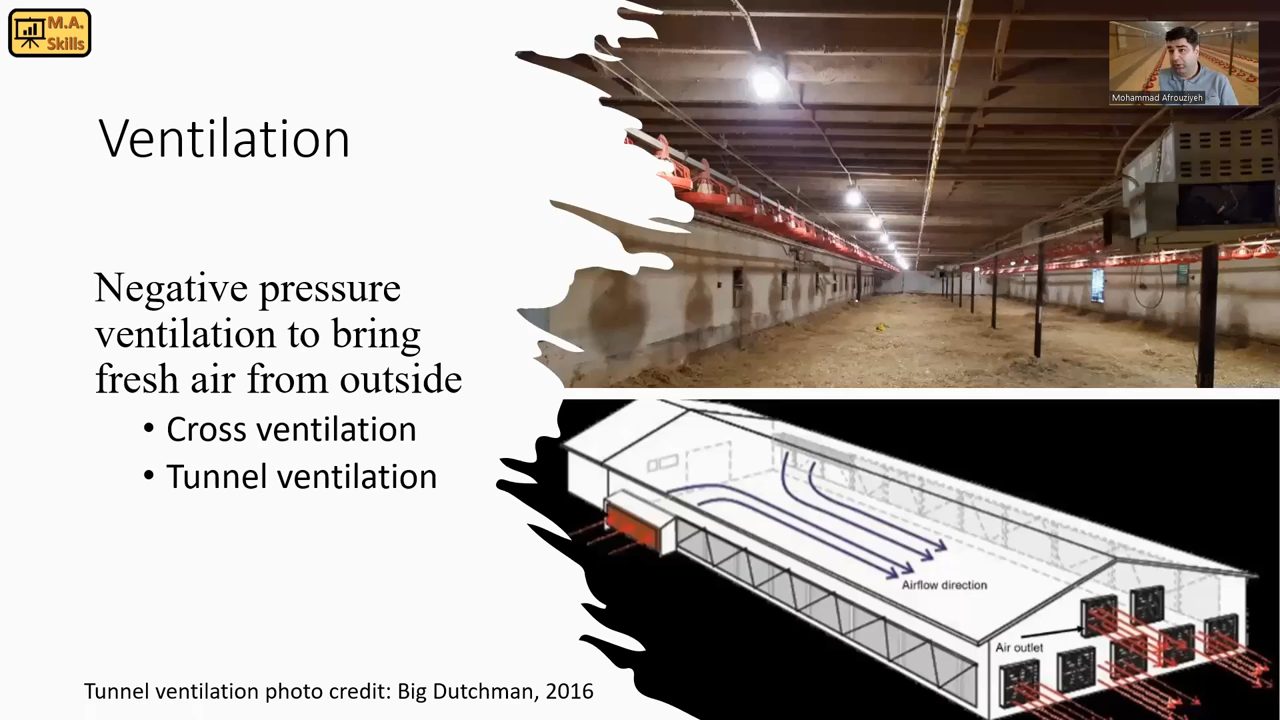 M.A.
Skills
Ventilation
Negative pressure
ventilation to bring
fresh air from outside
• Cross ventilation
• Tunnel ventilation
Tunnel ventilation photo credit: Big Dutchman, 2016
Mohammad Afrouziyeh
Airflow direction
Air outlet